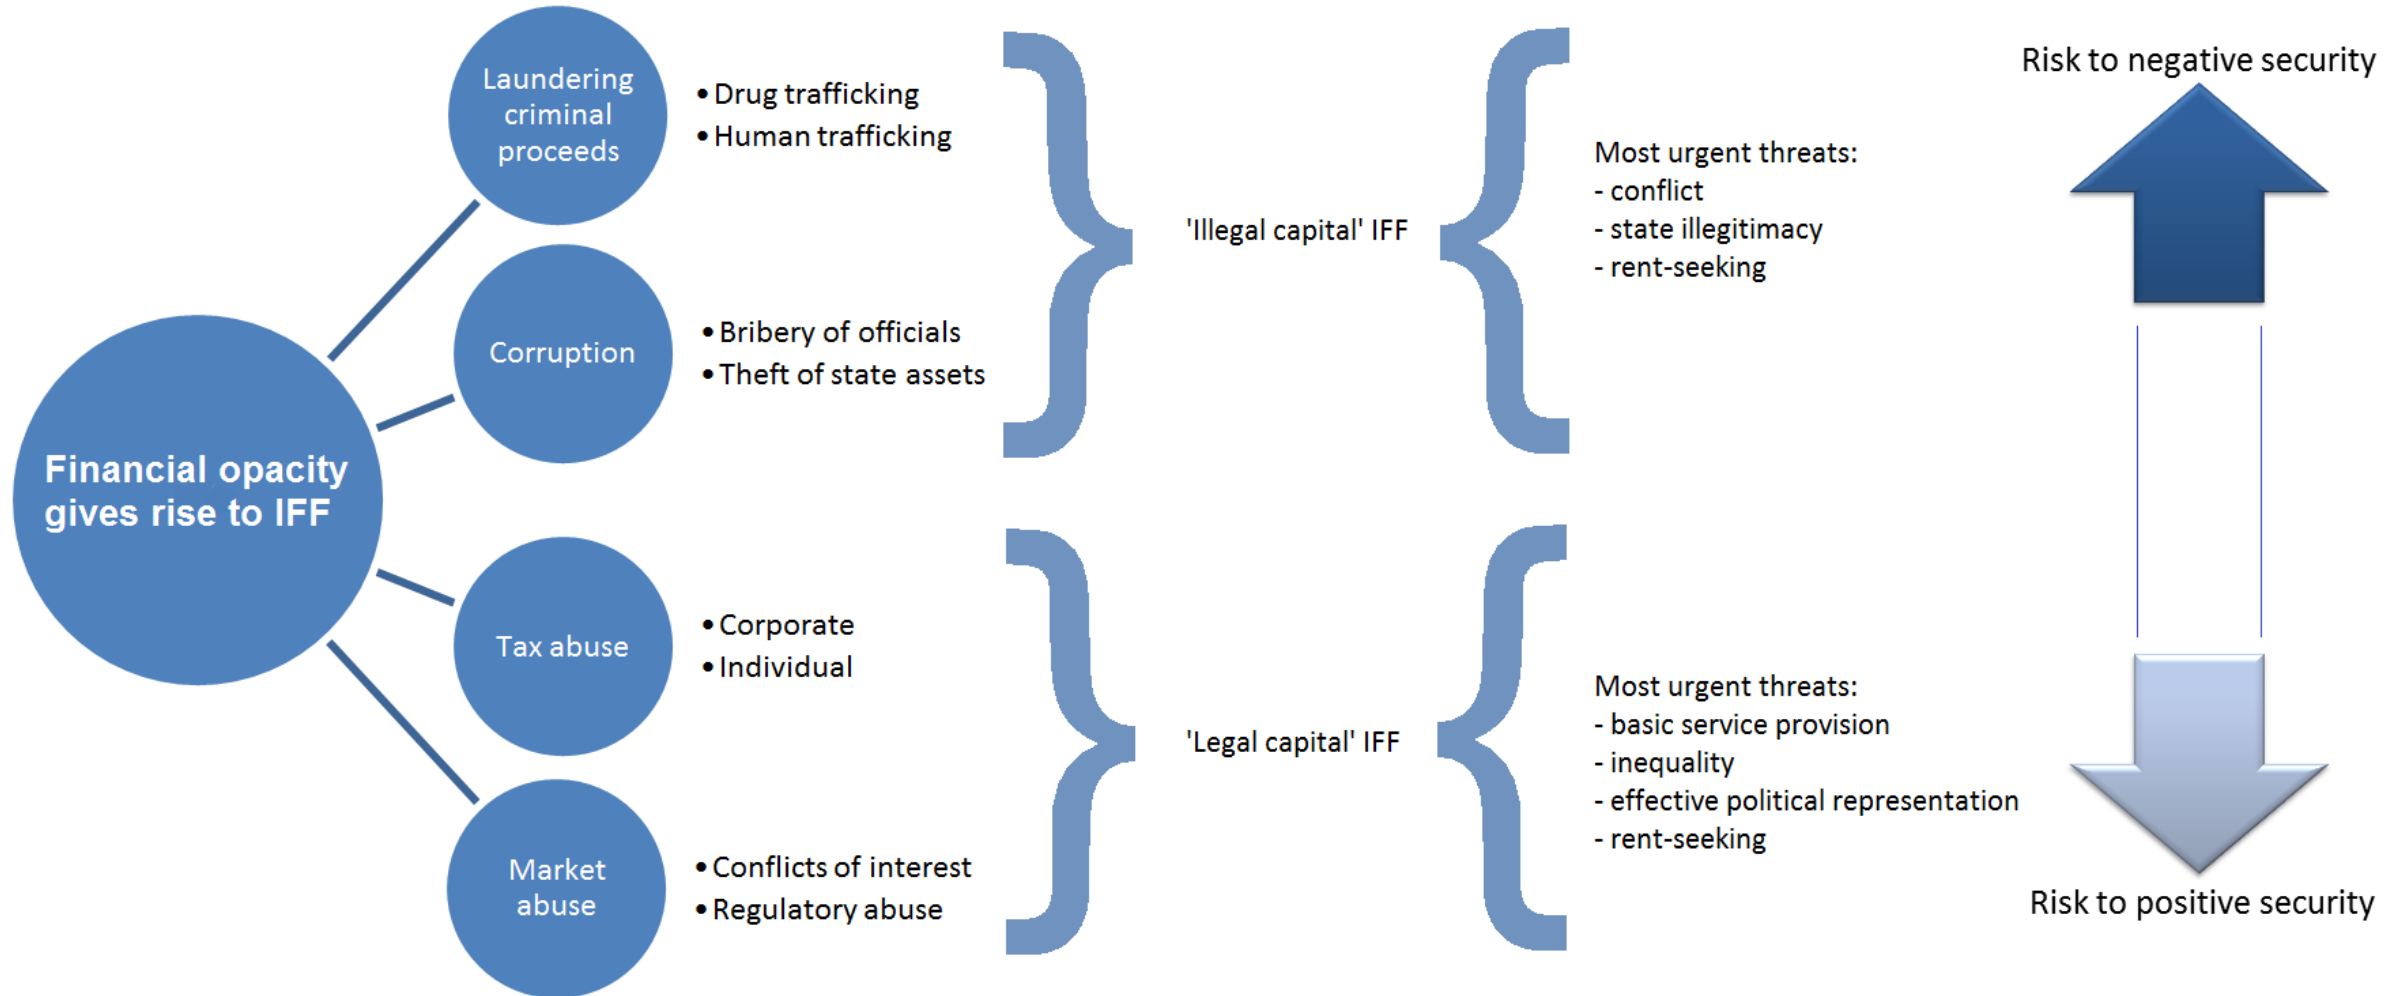 Financial opacity
gives rise to IFF
Laundering
criminal
proceeds
• Drug trafficking
• Human trafficking
Corruption
• Bribery of officials
• Theft of state assets
Tax abuse
• Corporate
• Individual
Market
abuse
• Conflicts of interest
• Regulatory abuse
'Illegal capital' IFF
'Legal capital' IFF
Most urgent threats:
- conflict
- state illegitimacy
- rent-seeking
Most urgent threats:
- basic service provision
- inequality
- effective political representation
- rent-seeking
Risk to negative security
Risk to positive security